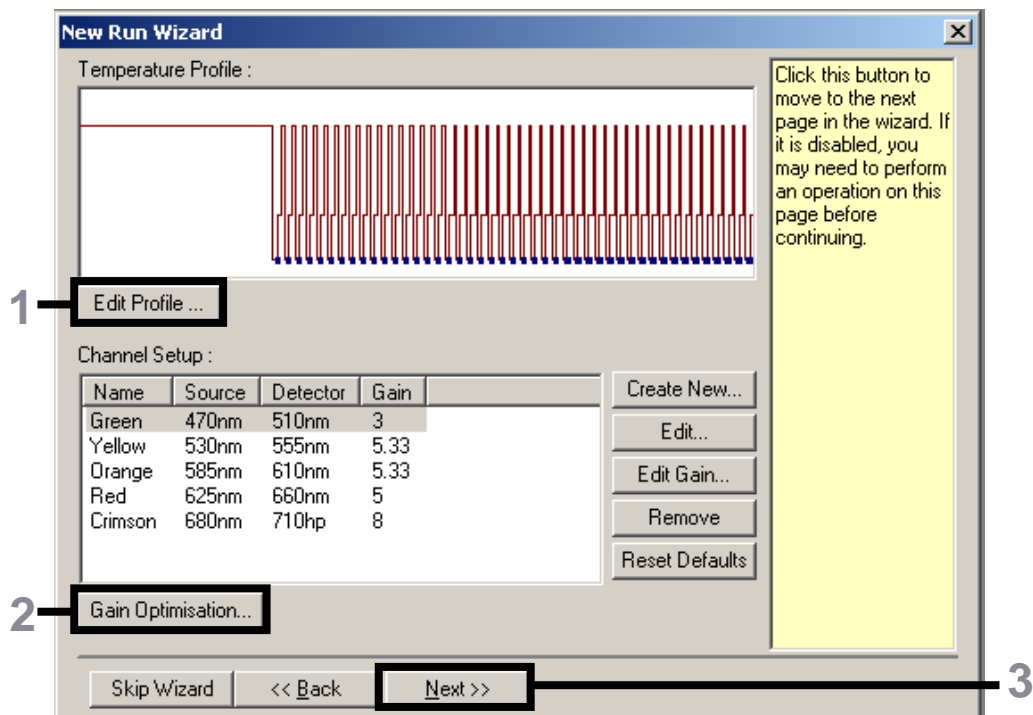 New Run Wizard
Temperature Profile :
Click this button to
move to the next
page in the wizard. If
it is disabled, you
may need to perform
an operation on this
page before
continuing.
1
Edit Profile ...
Channel Setup :
Name Source Detector Gain
Green 470nm 510nm 3
Yellow 530nm 555nm 5.33
Orange 585nm 610nm 5.33
Red 625nm 660nm 5
Crimson 680nm 710hp 8
Create New...
Edit...
Edit Gain...
Remove
Reset Defaults
2
Gain Optimisation...
Skip Wizard
<< Back
Next >>
3